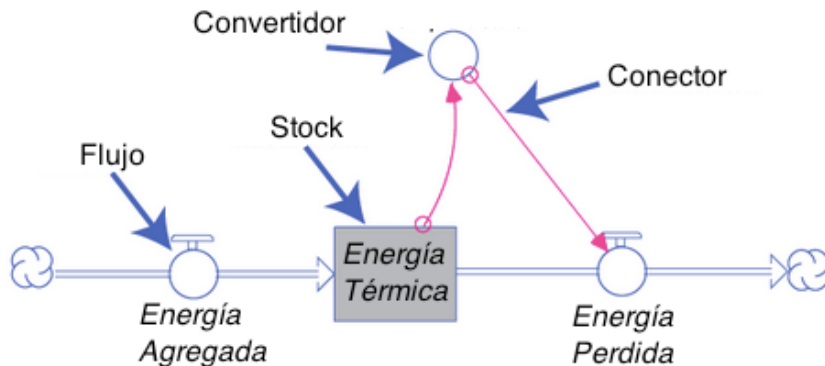 Convertidor
Conector
Stock
Flujo
Energía
Térmica
Energía
Agregada
Energía
Perdida